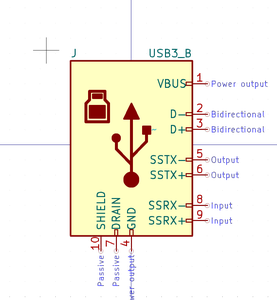 J USB3_B
VBUS 1 Power output
D- 2 Bidirectional
D+ 3 Bidirectional
SSTX- 5 Output
SSTX+ 6 Output
SSRX- 8 Input
SSRX+ 9 Input
SHIELD 10 Passive
DRAIN 7 Passive
GND 4 wer output